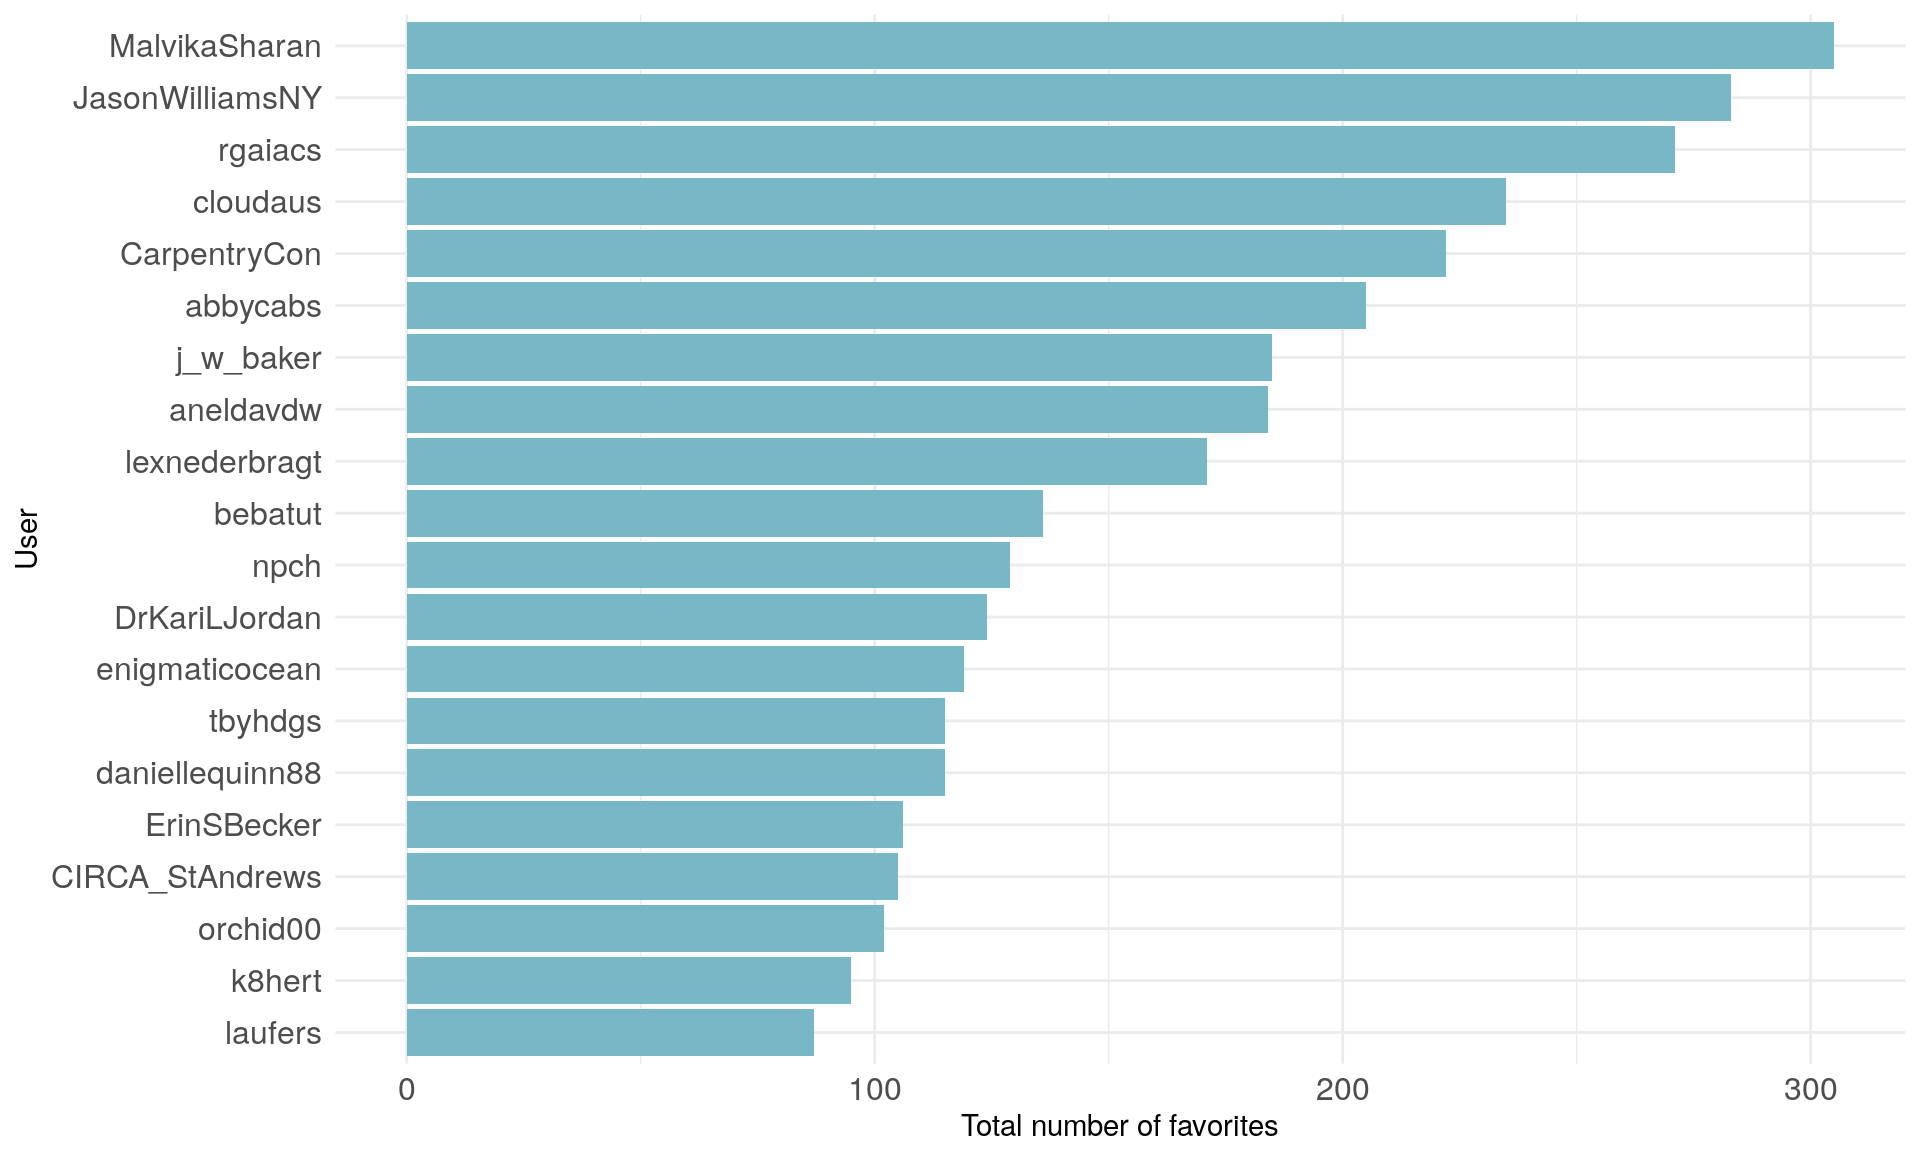 MalvikaSharan
JasonWilliamsNY
rgaiacs
cloudaus
CarpentryCon
abbycabs
j_w_baker
aneldavdw
lexnederbragt
bebatut
npch
DrKariLJordan
enigmaticocean
tbyhdgs
daniellequinn88
ErinSBecker
CIRCA_StAndrews
orchid00
k8hert
laufers
User
0 100 200 300
Total number of favorites